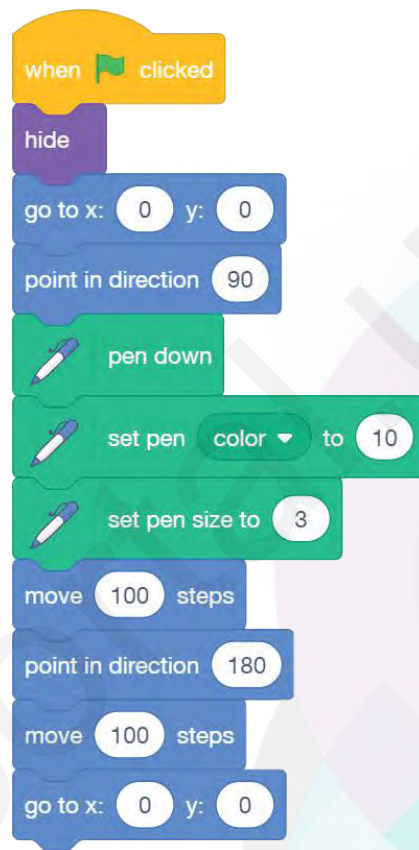 when clicked
hide
go to x: 0 y: 0
point in direction 90
pen down
set pen color to 10
set pen size to 3
move 100 steps
point in direction 180
move 100 steps
go to x: 0 y: 0